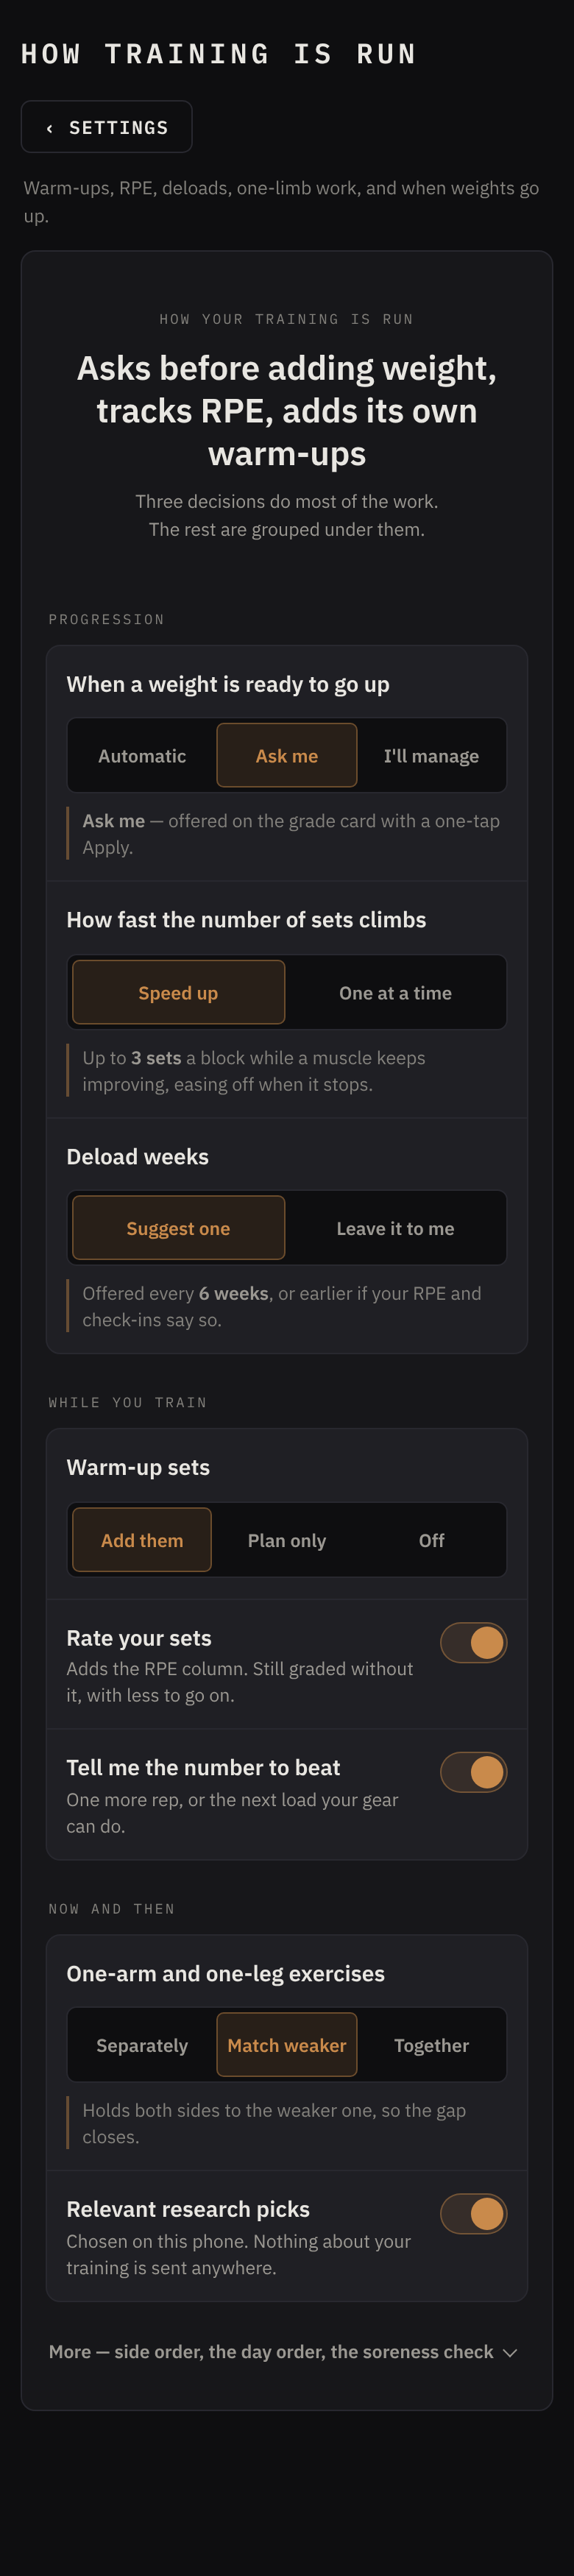 HOW TRAINING IS RUN
‹ SETTINGS
Warm-ups, RPE, deloads, one-limb work, and when weights go
up.
HOW YOUR TRAINING IS RUN
Asks before adding weight,
tracks RPE, adds its own
warm-ups
Three decisions do most of the work.
The rest are grouped under them.
PROGRESSION
When a weight is ready to go up
Automatic Ask me I'll manage
Ask me — offered on the grade card with a one-tap
Apply.
How fast the number of sets climbs
Speed up One at a time
Up to 3 sets a block while a muscle keeps
improving, easing off when it stops.
Deload weeks
Suggest one Leave it to me
Offered every 6 weeks, or earlier if your RPE and
check-ins say so.
WHILE YOU TRAIN
Warm-up sets
Add them Plan only Off
Rate your sets
Adds the RPE column. Still graded without
it, with less to go on.
Tell me the number to beat
One more rep, or the next load your gear
can do.
NOW AND THEN
One-arm and one-leg exercises
Separately Match weaker Together
Holds both sides to the weaker one, so the gap
closes.
Relevant research picks
Chosen on this phone. Nothing about your
training is sent anywhere.
More — side order, the day order, the soreness check